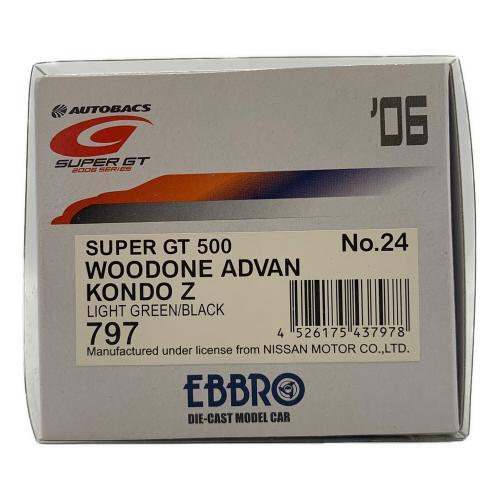 AUTOBACS
'06
SUPER GT
2006 SERIES
SUPER GT 500 No.24
WOODONE ADVAN
KONDO Z
LIGHT GREEN/BLACK
797
4 526175 437978
Manufactured under license from NISSAN MOTOR CO.,LTD.
EBBRO
DIE-CAST MODEL CAR